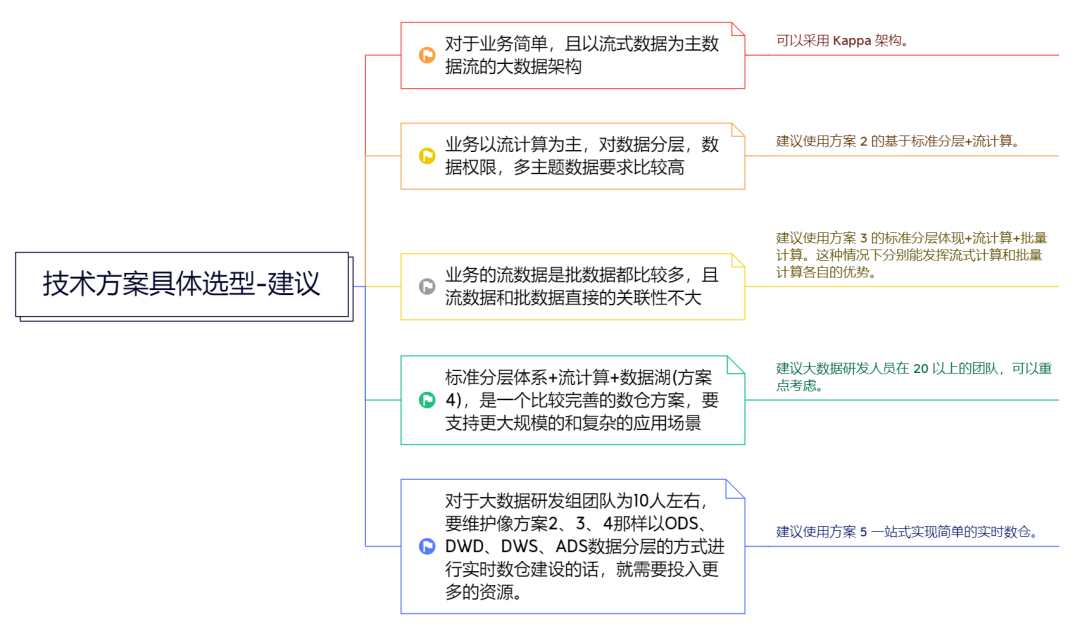 对于业务简单，且以流式数据为主数
据流的大数据架构
可以采用 Kappa 架构。
业务以流计算为主，对数据分层，数
据权限，多主题数据要求比较高
建议使用方案 2 的基于标准分层+流计算。
技术方案具体选型-建议
业务的流数据是批数据都比较多，且
流数据和批数据直接的关联性不大
建议使用方案 3 的标准分层体现+流计算+批量
计算。这种情况下分别能发挥流式计算和批量
计算各自的优势。
标准分层体系+流计算+数据湖(方案
4)，是一个比较完善的数仓方案，要
支持更大规模的和复杂的应用场景
建议大数据研发人员在 20 以上的团队，可以重
点考虑。
对于大数据研发组团队为10人左右，
要维护像方案2、3、4那样以ODS、
DWD、DWS、ADS数据分层的方式进
行实时数仓建设的话，就需要投入更
多的资源。
建议使用方案 5 一站式实现简单的实时数仓。